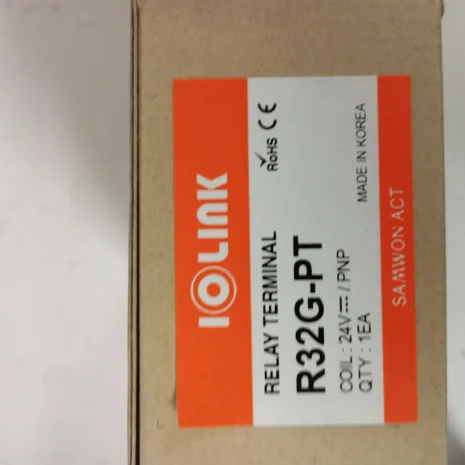 IOLINK
RELAY TERMINAL
RoHS CE
R32G-PT
COIL : 24V⎓ / PNP
QTY : 1EA
MADE IN KOREA
SAMWON ACT